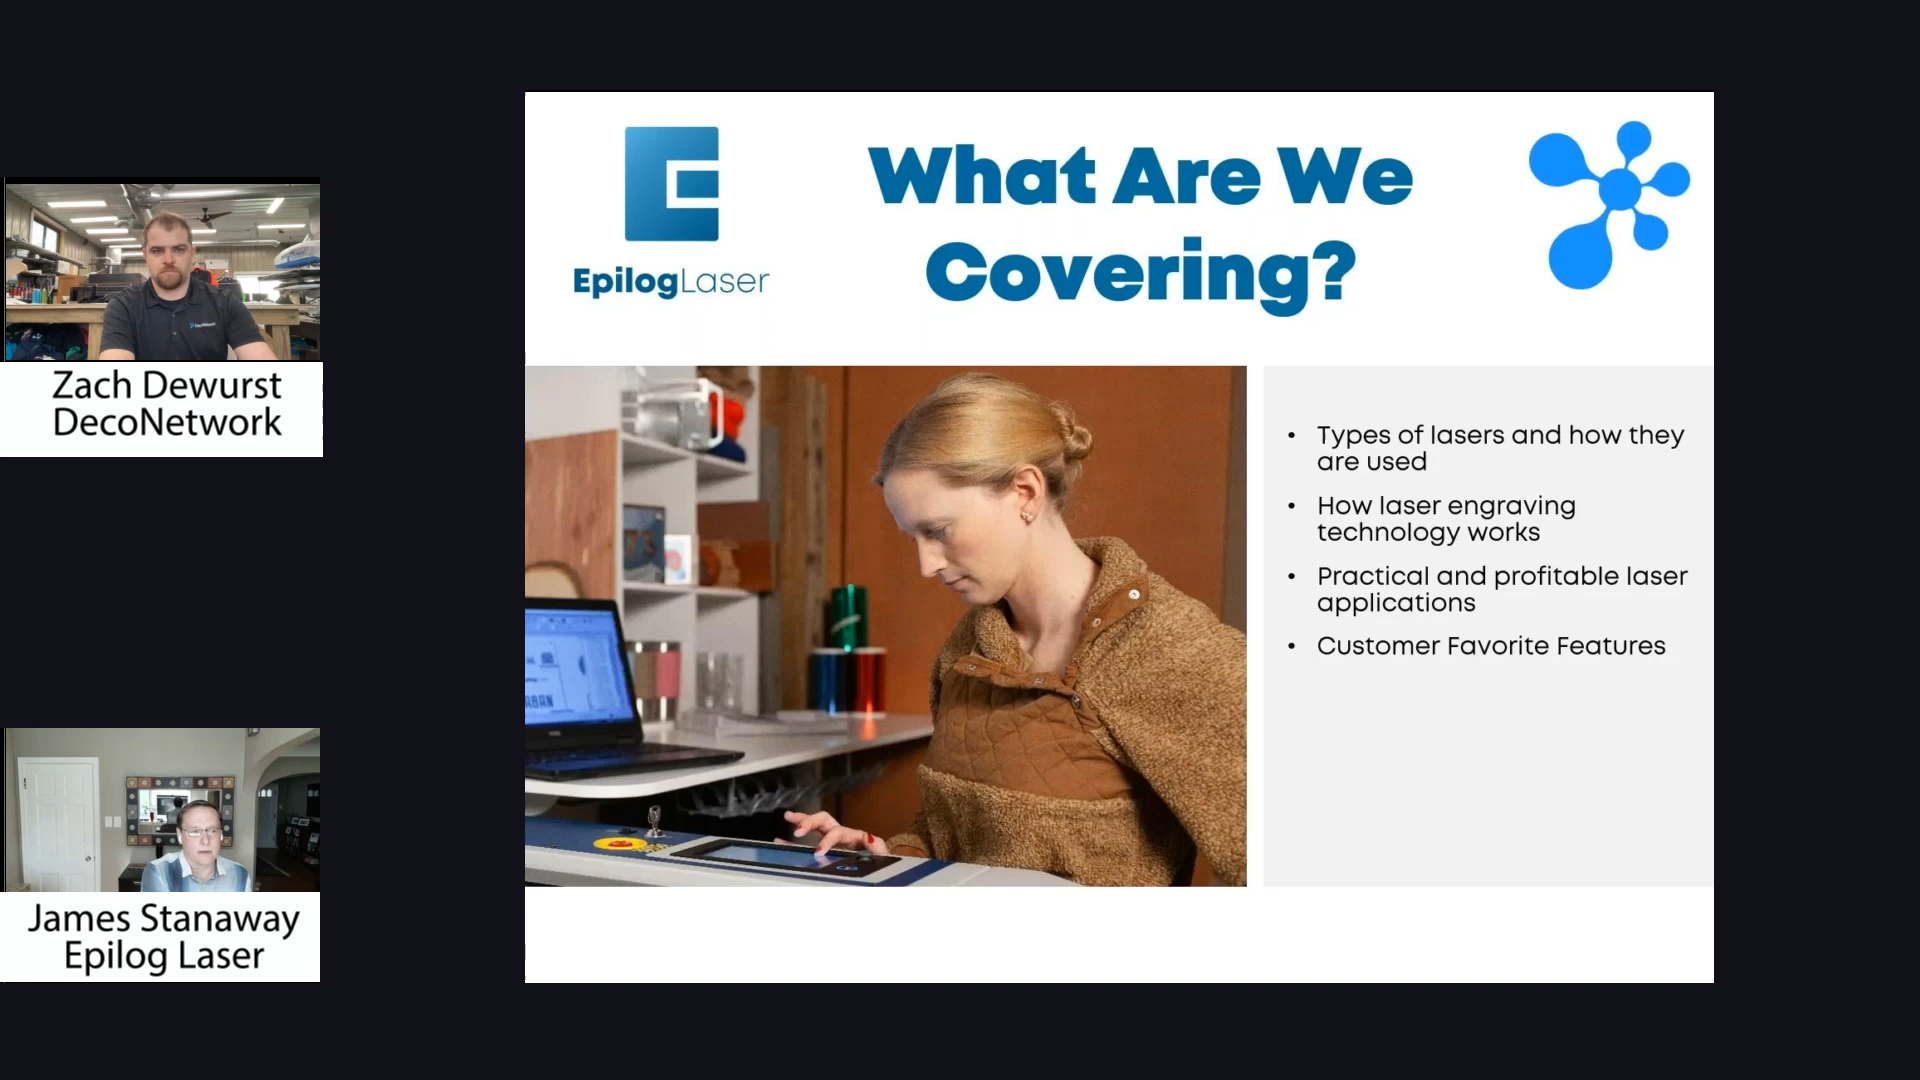 Zach Dewurst
DecoNetwork
James Stanaway
Epilog Laser
EpilogLaser
What Are We
Covering?
• Types of lasers and how they
are used
• How laser engraving
technology works
• Practical and profitable laser
applications
• Customer Favorite Features